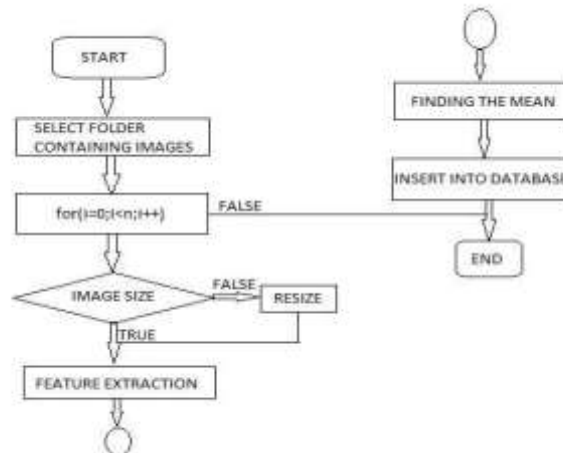 START
SELECT FOLDER
CONTAINING IMAGES
for(i=0;i<n;i++)
FALSE
IMAGE SIZE
FALSE
RESIZE
TRUE
FEATURE EXTRACTION
FINDING THE MEAN
INSERT INTO DATABASE
END